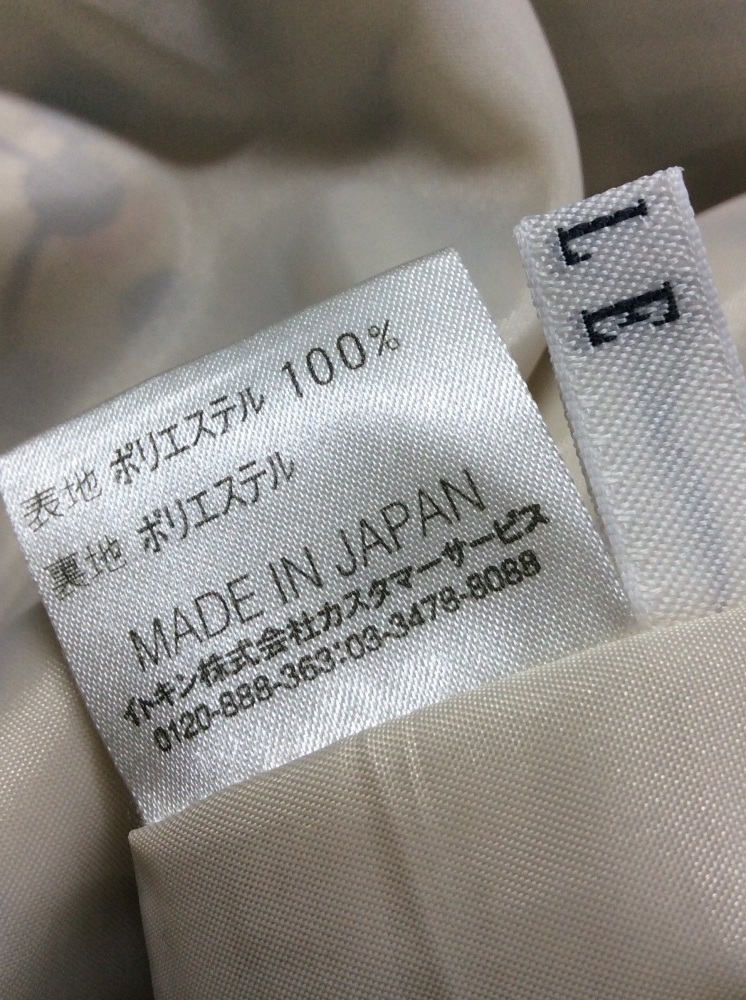 表地 ポリエステル 100%
裏地 ポリエステル
MADE IN JAPAN
イトキン株式会社カスタマーサービス
0120-888-363:03-3478-8088
L E